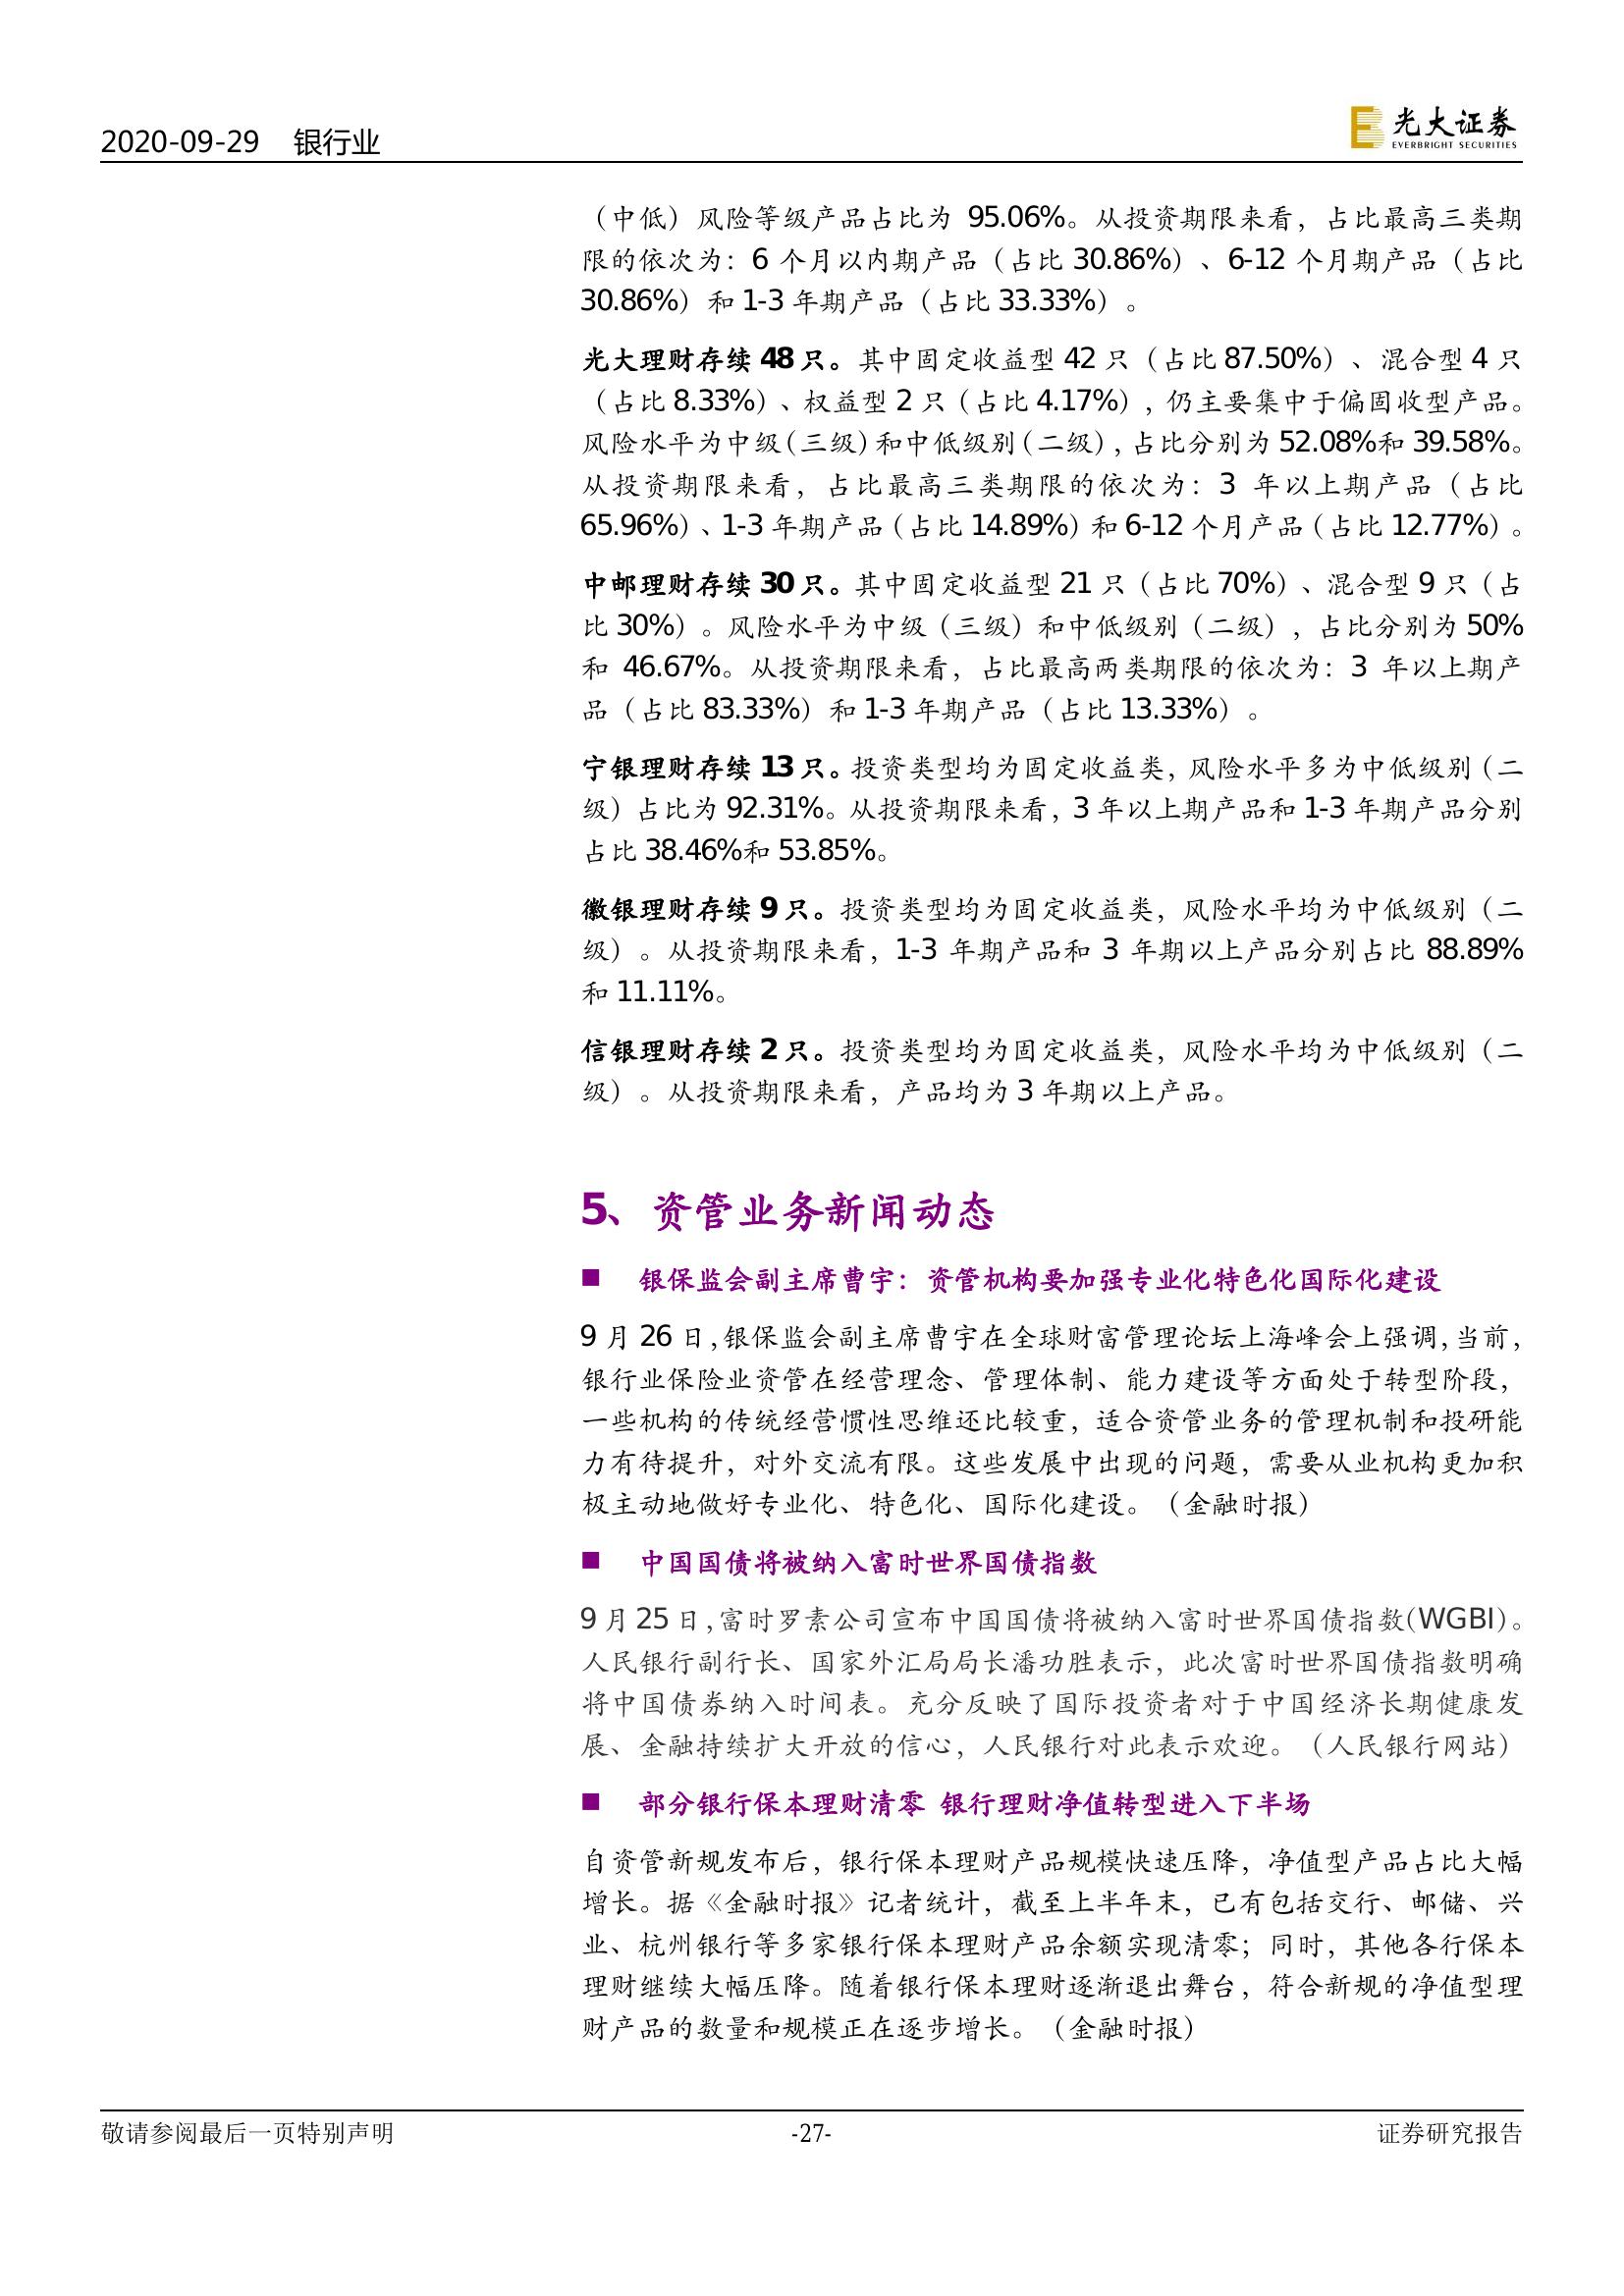 2020-09-29 银行业
光大证券
EVERBRIGHT SECURITIES
（中低）风险等级产品占比为 95.06%。从投资期限来看，占比最高三类期
限的依次为：6 个月以内期产品（占比 30.86%）、6-12 个月期产品（占比
30.86%）和 1-3 年期产品（占比 33.33%）。
光大理财存续 48 只。其中固定收益型 42 只（占比 87.50%）、混合型 4 只
（占比 8.33%）、权益型 2 只（占比 4.17%），仍主要集中于偏固收型产品。
风险水平为中级（三级）和中低级别（二级），占比分别为 52.08%和 39.58%。
从投资期限来看，占比最高三类期限的依次为：3 年以上期产品（占比
65.96%）、1-3 年期产品（占比 14.89%）和 6-12 个月产品（占比 12.77%）。
中邮理财存续 30 只。其中固定收益型 21 只（占比 70%）、混合型 9 只（占
比 30%）。风险水平为中级（三级）和中低级别（二级），占比分别为 50%
和 46.67%。从投资期限来看，占比最高两类期限的依次为：3 年以上期产
品（占比 83.33%）和 1-3 年期产品（占比 13.33%）。
宁银理财存续 13 只。投资类型均为固定收益类，风险水平多为中低级别（二
级）占比为 92.31%。从投资期限来看，3 年以上期产品和 1-3 年期产品分别
占比 38.46%和 53.85%。
徽银理财存续 9 只。投资类型均为固定收益类，风险水平均为中低级别（二
级）。从投资期限来看，1-3 年期产品和 3 年期以上产品分别占比 88.89%
和 11.11%。
信银理财存续 2 只。投资类型均为固定收益类，风险水平均为中低级别（二
级）。从投资期限来看，产品均为 3 年期以上产品。
5、资管业务新闻动态
■ 银保监会副主席曹宇：资管机构要加强专业化特色化国际化建设
9 月 26 日，银保监会副主席曹宇在全球财富管理论坛上海峰会上强调，当前，
银行业保险业资管在经营理念、管理体制、能力建设等方面处于转型阶段，
一些机构的传统经营惯性思维还比较重，适合资管业务的管理机制和投研能
力有待提升，对外交流有限。这些发展中出现的问题，需要从业机构更加积
极主动地做好专业化、特色化、国际化建设。（金融时报）
■ 中国国债将被纳入富时世界国债指数
9 月 25 日，富时罗素公司宣布中国国债将被纳入富时世界国债指数(WGBI)。
人民银行副行长、国家外汇局局长潘功胜表示，此次富时世界国债指数明确
将中国债券纳入时间表。充分反映了国际投资者对于中国经济长期健康发
展、金融持续扩大开放的信心，人民银行对此表示欢迎。（人民银行网站）
■ 部分银行保本理财清零 银行理财净值转型进入下半场
自资管新规发布后，银行保本理财产品规模快速压降，净值型产品占比大幅
增长。据《金融时报》记者统计，截至上半年末，已有包括交行、邮储、兴
业、杭州银行等多家银行保本理财产品余额实现清零；同时，其他各行保本
理财继续大幅压降。随着银行保本理财逐渐退出舞台，符合新规的净值型理
财产品的数量和规模正在逐步增长。（金融时报）
敬请参阅最后一页特别声明
-27-
证券研究报告